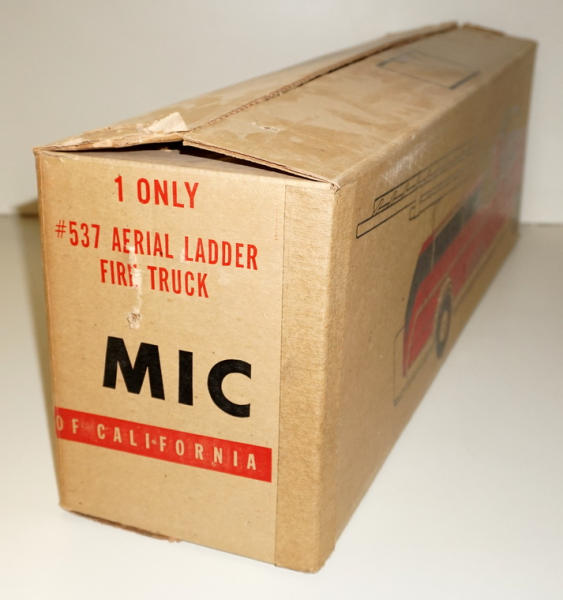 1 ONLY
#537 AERIAL LADDER
FIRE TRUCK
MIC
OF CALIFORNIA